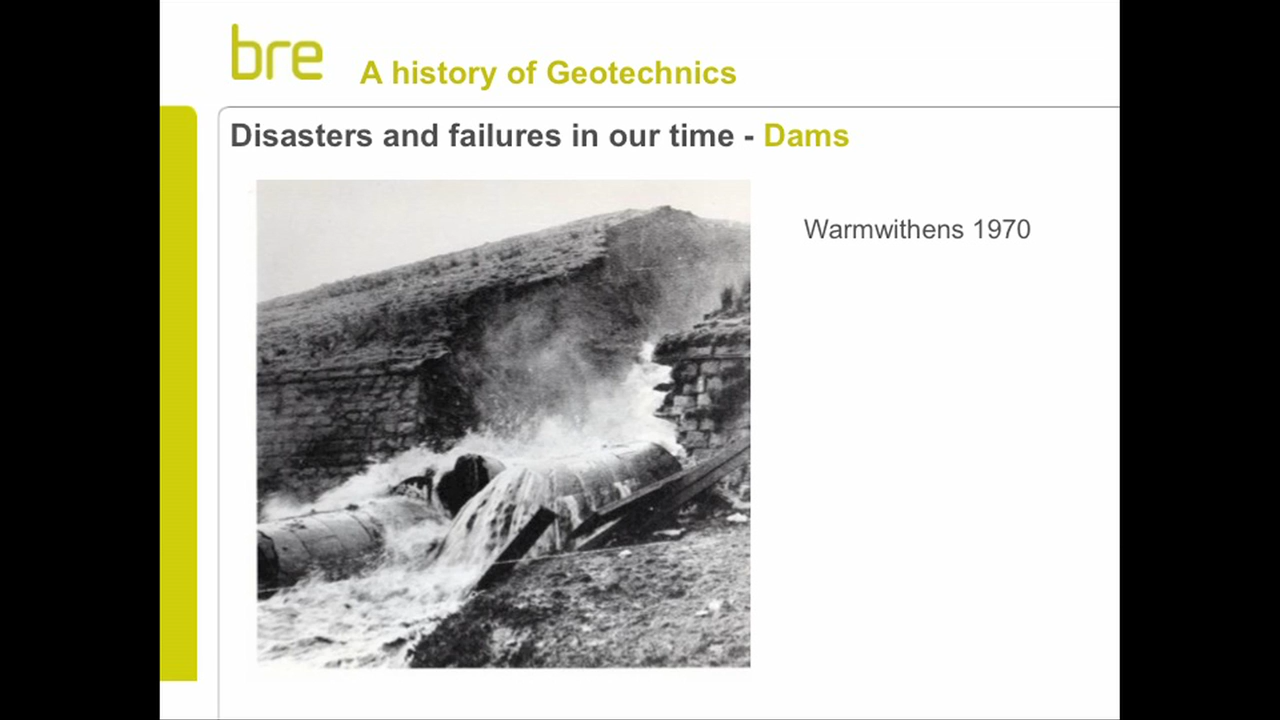 bre
A history of Geotechnics
Disasters and failures in our time - Dams
Warmwithens 1970